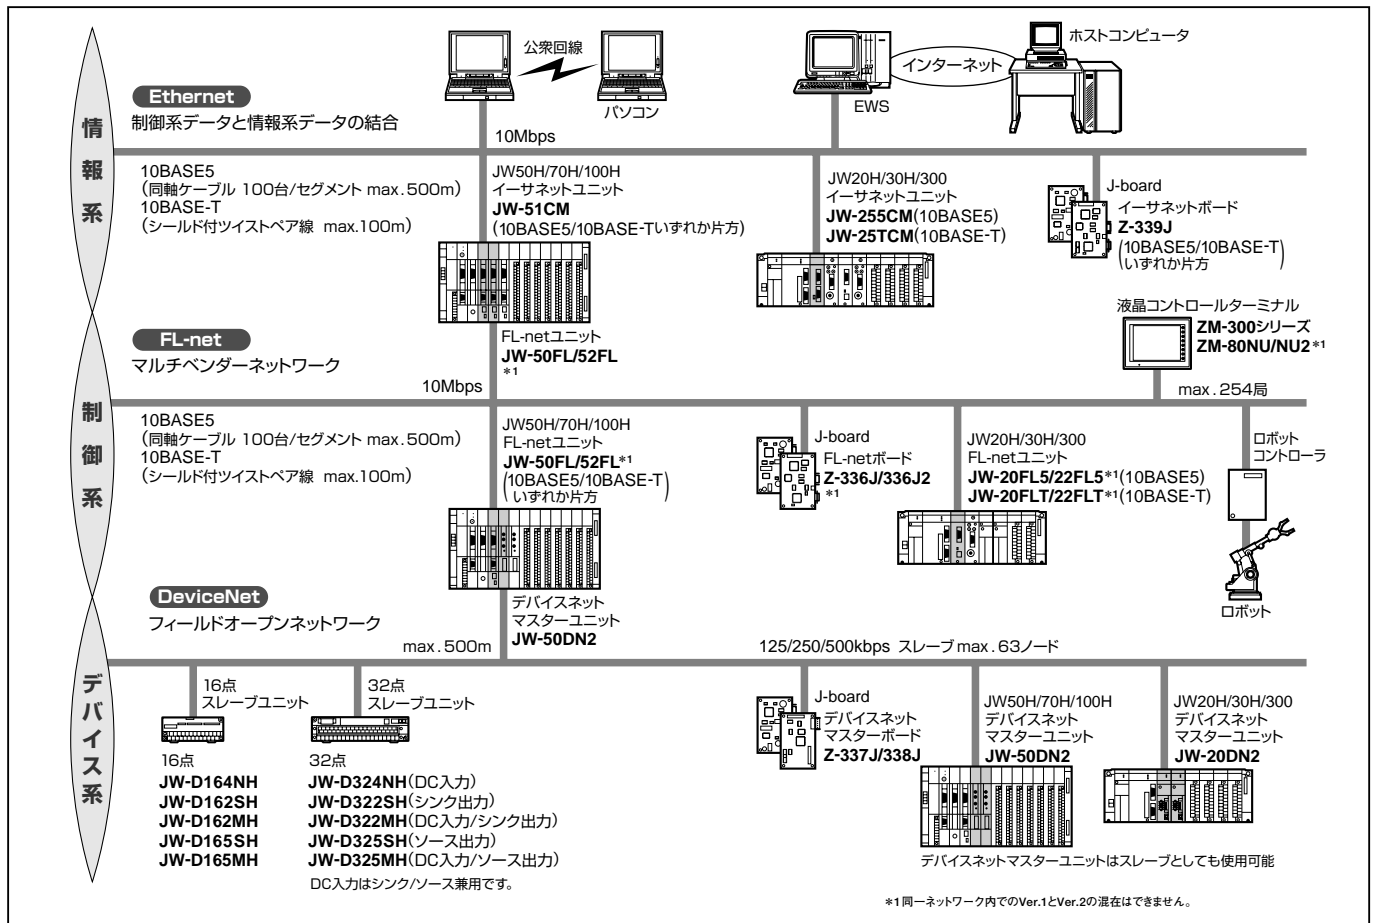 情報系
制御系
デバイス系
公衆回線
パソコン
EWS
インターネット
ホストコンピュータ
Ethernet
制御系データと情報系データの結合
10Mbps
10BASE5
(同軸ケーブル 100台/セグメント max.500m)
10BASE-T
(シールド付ツイストペア線 max.100m)
JW50H/70H/100H
イーサネットユニット
JW-51CM
(10BASE5/10BASE-Tいずれか片方)
JW20H/30H/300
イーサネットユニット
JW-255CM(10BASE5)
JW-25TCM(10BASE-T)
J-board
イーサネットボード
Z-339J
(10BASE5/10BASE-T
いずれか片方)
液晶コントロールターミナル
ZM-300シリーズ
ZM-80NU/NU2*1
max.254局
FL-net
マルチベンダーネットワーク
FL-netユニット
JW-50FL/52FL
*1
10Mbps
10BASE5
(同軸ケーブル 100台/セグメント max.500m)
10BASE-T
(シールド付ツイストペア線 max.100m)
JW50H/70H/100H
FL-netユニット
JW-50FL/52FL*1
(10BASE5/10BASE-T
いずれか片方)
J-board
FL-netボード
Z-336J/336J2
*1
JW20H/30H/300
FL-netユニット
JW-20FL5/22FL5*1(10BASE5)
JW-20FLT/22FLT*1(10BASE-T)
ロボット
コントローラ
ロボット
DeviceNet
フィールドオープンネットワーク
デバイスネット
マスターユニット
JW-50DN2
max.500m
125/250/500kbps スレーブmax.63ノード
16点
スレーブユニット
32点
スレーブユニット
16点
JW-D164NH
JW-D162SH
JW-D162MH
JW-D165SH
JW-D165MH
32点
JW-D324NH(DC入力)
JW-D322SH(シンク出力)
JW-D322MH(DC入力/シンク出力)
JW-D325SH(ソース出力)
JW-D325MH(DC入力/ソース出力)
DC入力はシンク/ソース兼用です。
J-board
デバイスネット
マスターボード
Z-337J/338J
JW50H/70H/100H
デバイスネット
マスターユニット
JW-50DN2
JW20H/30H/300
デバイスネット
マスターユニット
JW-20DN2
デバイスネットマスターユニットはスレーブとしても使用可能
*1同一ネットワーク内でのVer.1とVer.2の混在はできません。